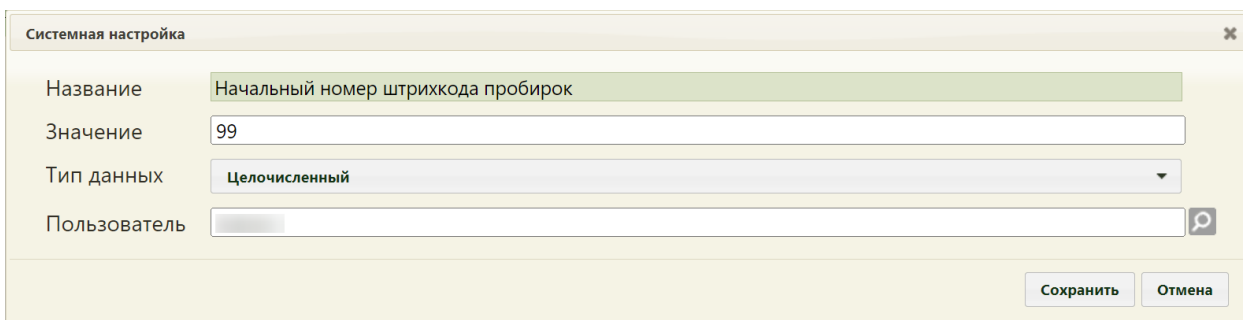 Системная настройка
Название Начальный номер штрихкода пробирок
Значение 99
Тип данных Целочисленный
Пользователь
Сохранить Отмена